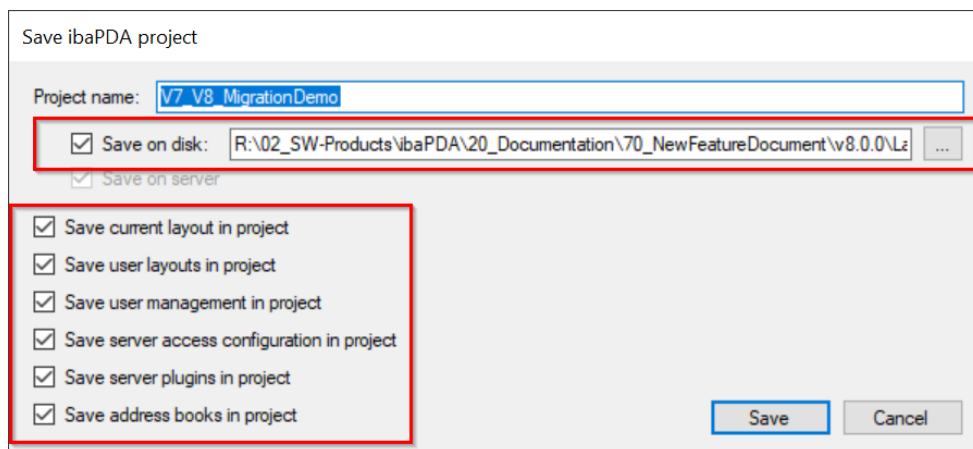 Save ibaPDA project
Project name: V7_V8_MigrationDemo
Save on disk: R:\02_SW-Products\ibaPDA\20_Documentation\70_NewFeatureDocument\v8.0.0\La ...
Save on server
Save current layout in project
Save user layouts in project
Save user management in project
Save server access configuration in project
Save server plugins in project
Save address books in project
Save Cancel